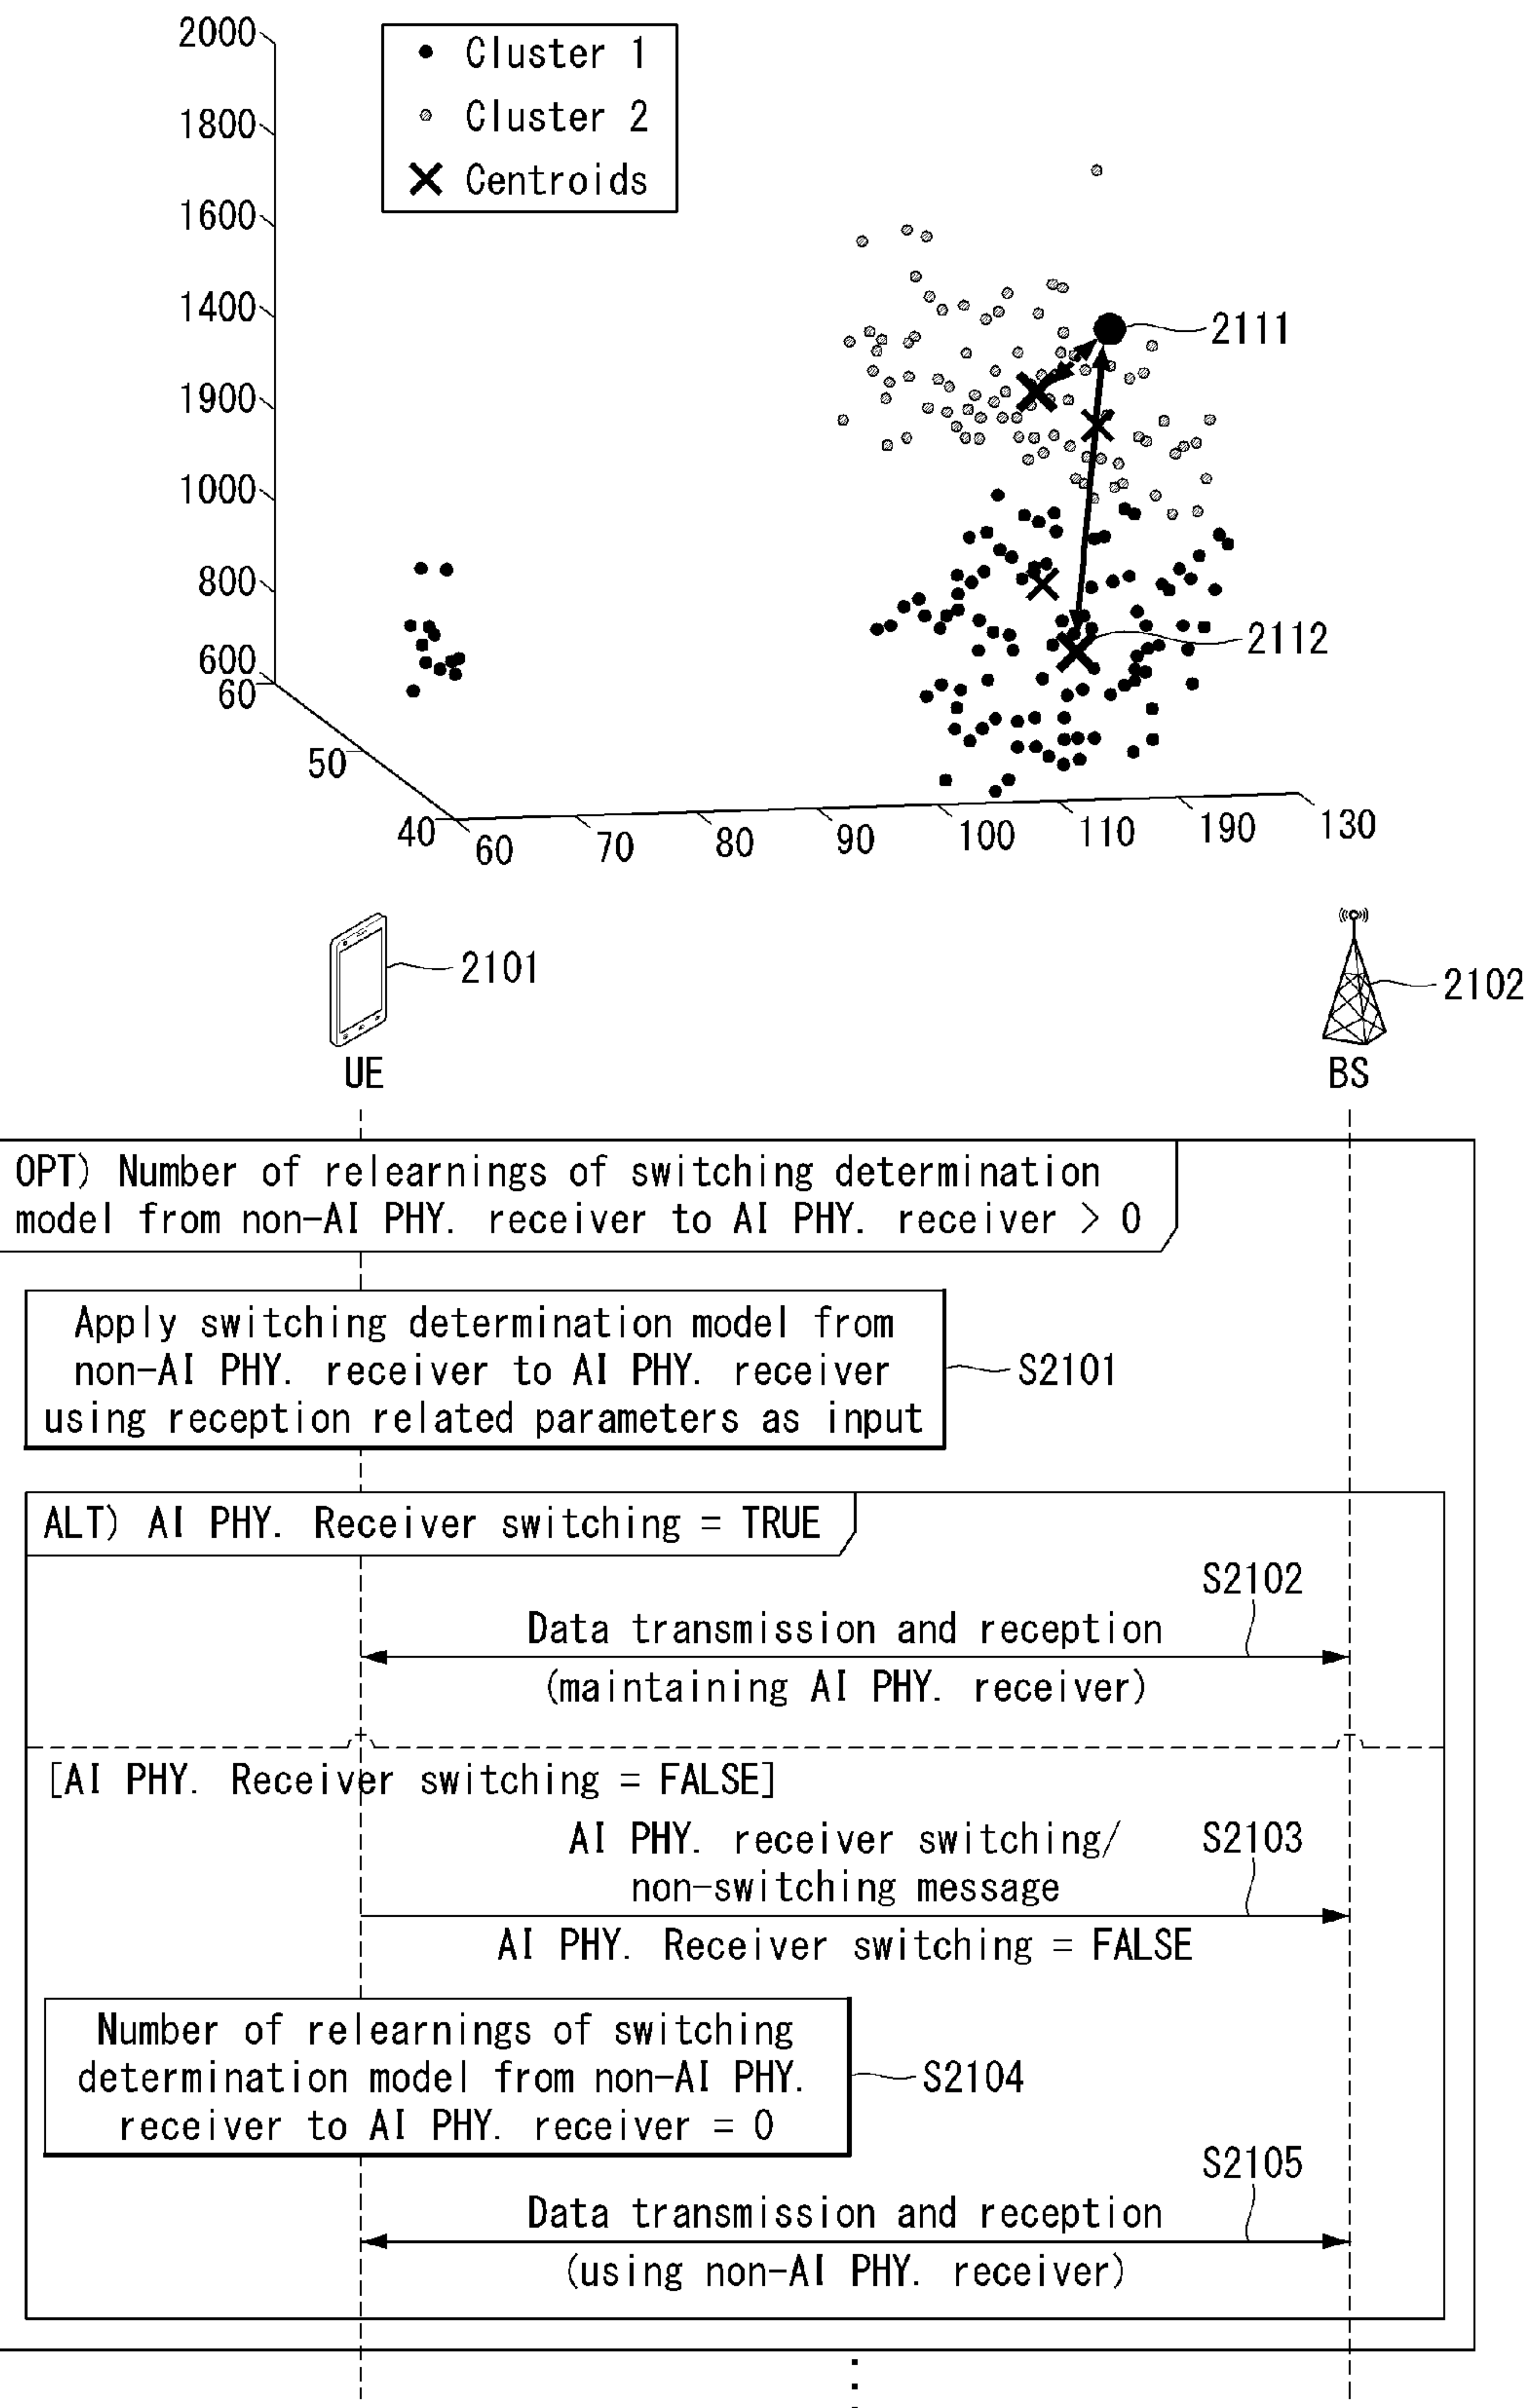 2000
1800
1600
1400
1900
1000
800
600
60
50
40
60
70
80
90
100
110
190
130
Cluster 1
Cluster 2
Centroids
2111
2112
2101
2102
UE
BS
OPT) Number of relearnings of switching determination
model from non-AI PHY. receiver to AI PHY. receiver > 0
Apply switching determination model from
non-AI PHY. receiver to AI PHY. receiver
using reception related parameters as input
S2101
ALT) AI PHY. Receiver switching = TRUE
S2102
Data transmission and reception
(maintaining AI PHY. receiver)
[AI PHY. Receiver switching = FALSE]
AI PHY. receiver switching/
non-switching message
S2103
AI PHY. Receiver switching = FALSE
Number of relearnings of switching
determination model from non-AI PHY.
receiver to AI PHY. receiver = 0
S2104
S2105
Data transmission and reception
(using non-AI PHY. receiver)